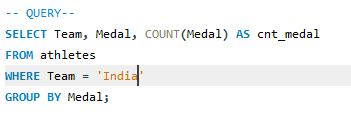 -- QUERY--
SELECT Team, Medal, COUNT(Medal) AS cnt_medal
FROM athletes
WHERE Team = 'India'
GROUP BY Medal;